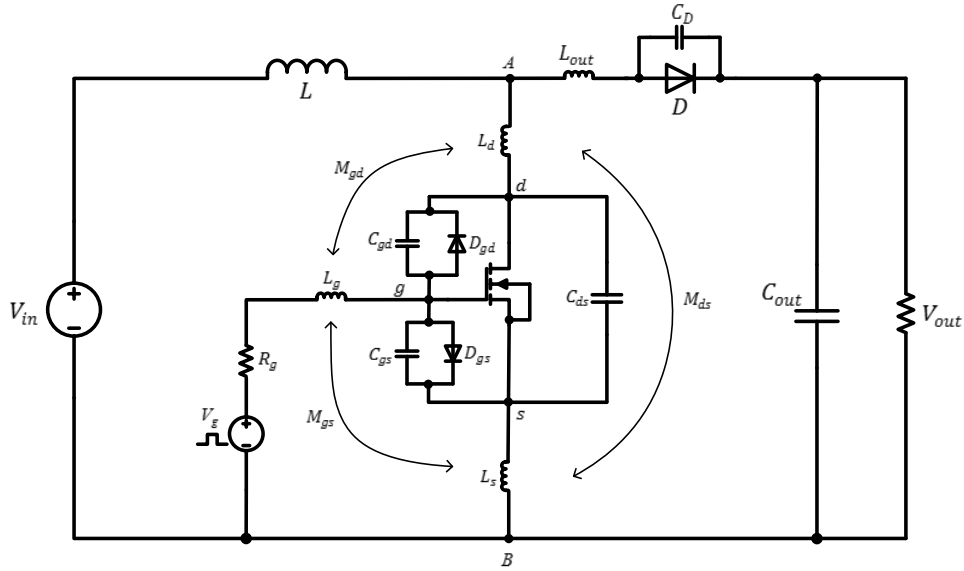 C_D
L_out
A
L
D
L_d
M_gd
d
C_gd
D_gd
L_g
g
C_ds
M_ds
C_out
V_in
V_out
R_g
C_gs
D_gs
V_g
M_gs
s
L_s
B